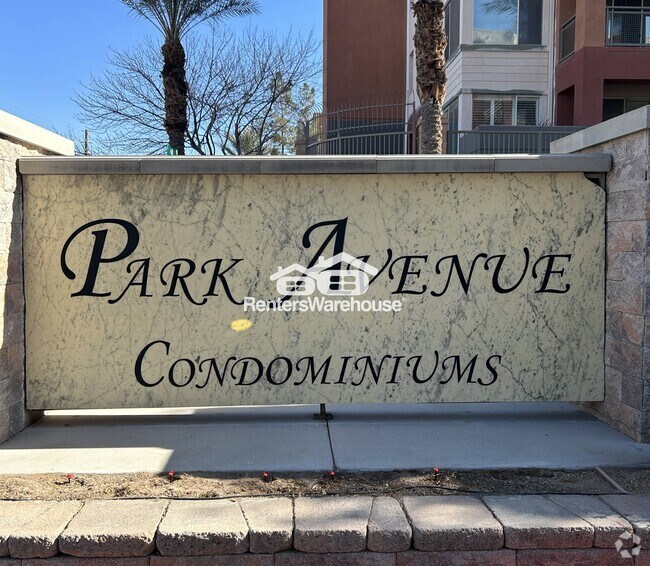 Park Avenue
RentersWarehouse
Condominiums